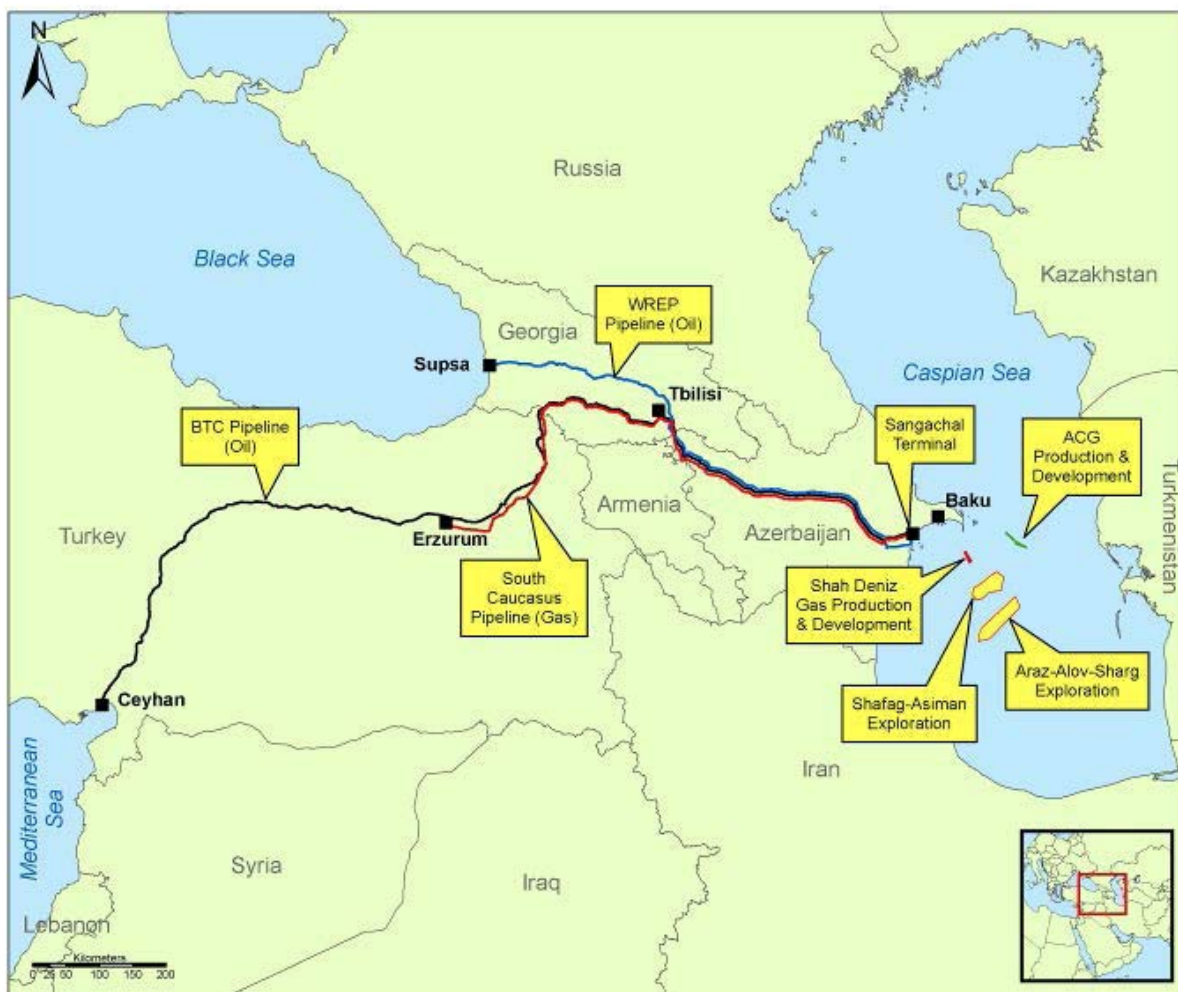 N
Russia
Black Sea
Kazakhstan
WREP
Pipeline (Oil)
Georgia
Supsa
Caspian Sea
Tbilisi
BTC Pipeline
(Oil)
Sangachal
Terminal
ACG
Production &
Development
Turkmenistan
Armenia
Baku
Azerbaijan
Turkey
Erzurum
South
Caucasus
Pipeline (Gas)
Shah Deniz
Gas Production
& Development
Araz-Alov-Sharg
Exploration
Shafag-Asiman
Exploration
Ceyhan
Iran
Mediterranean
Sea
Syria
Iraq
Lebanon
Kilometers
0 25 50 100 150 200